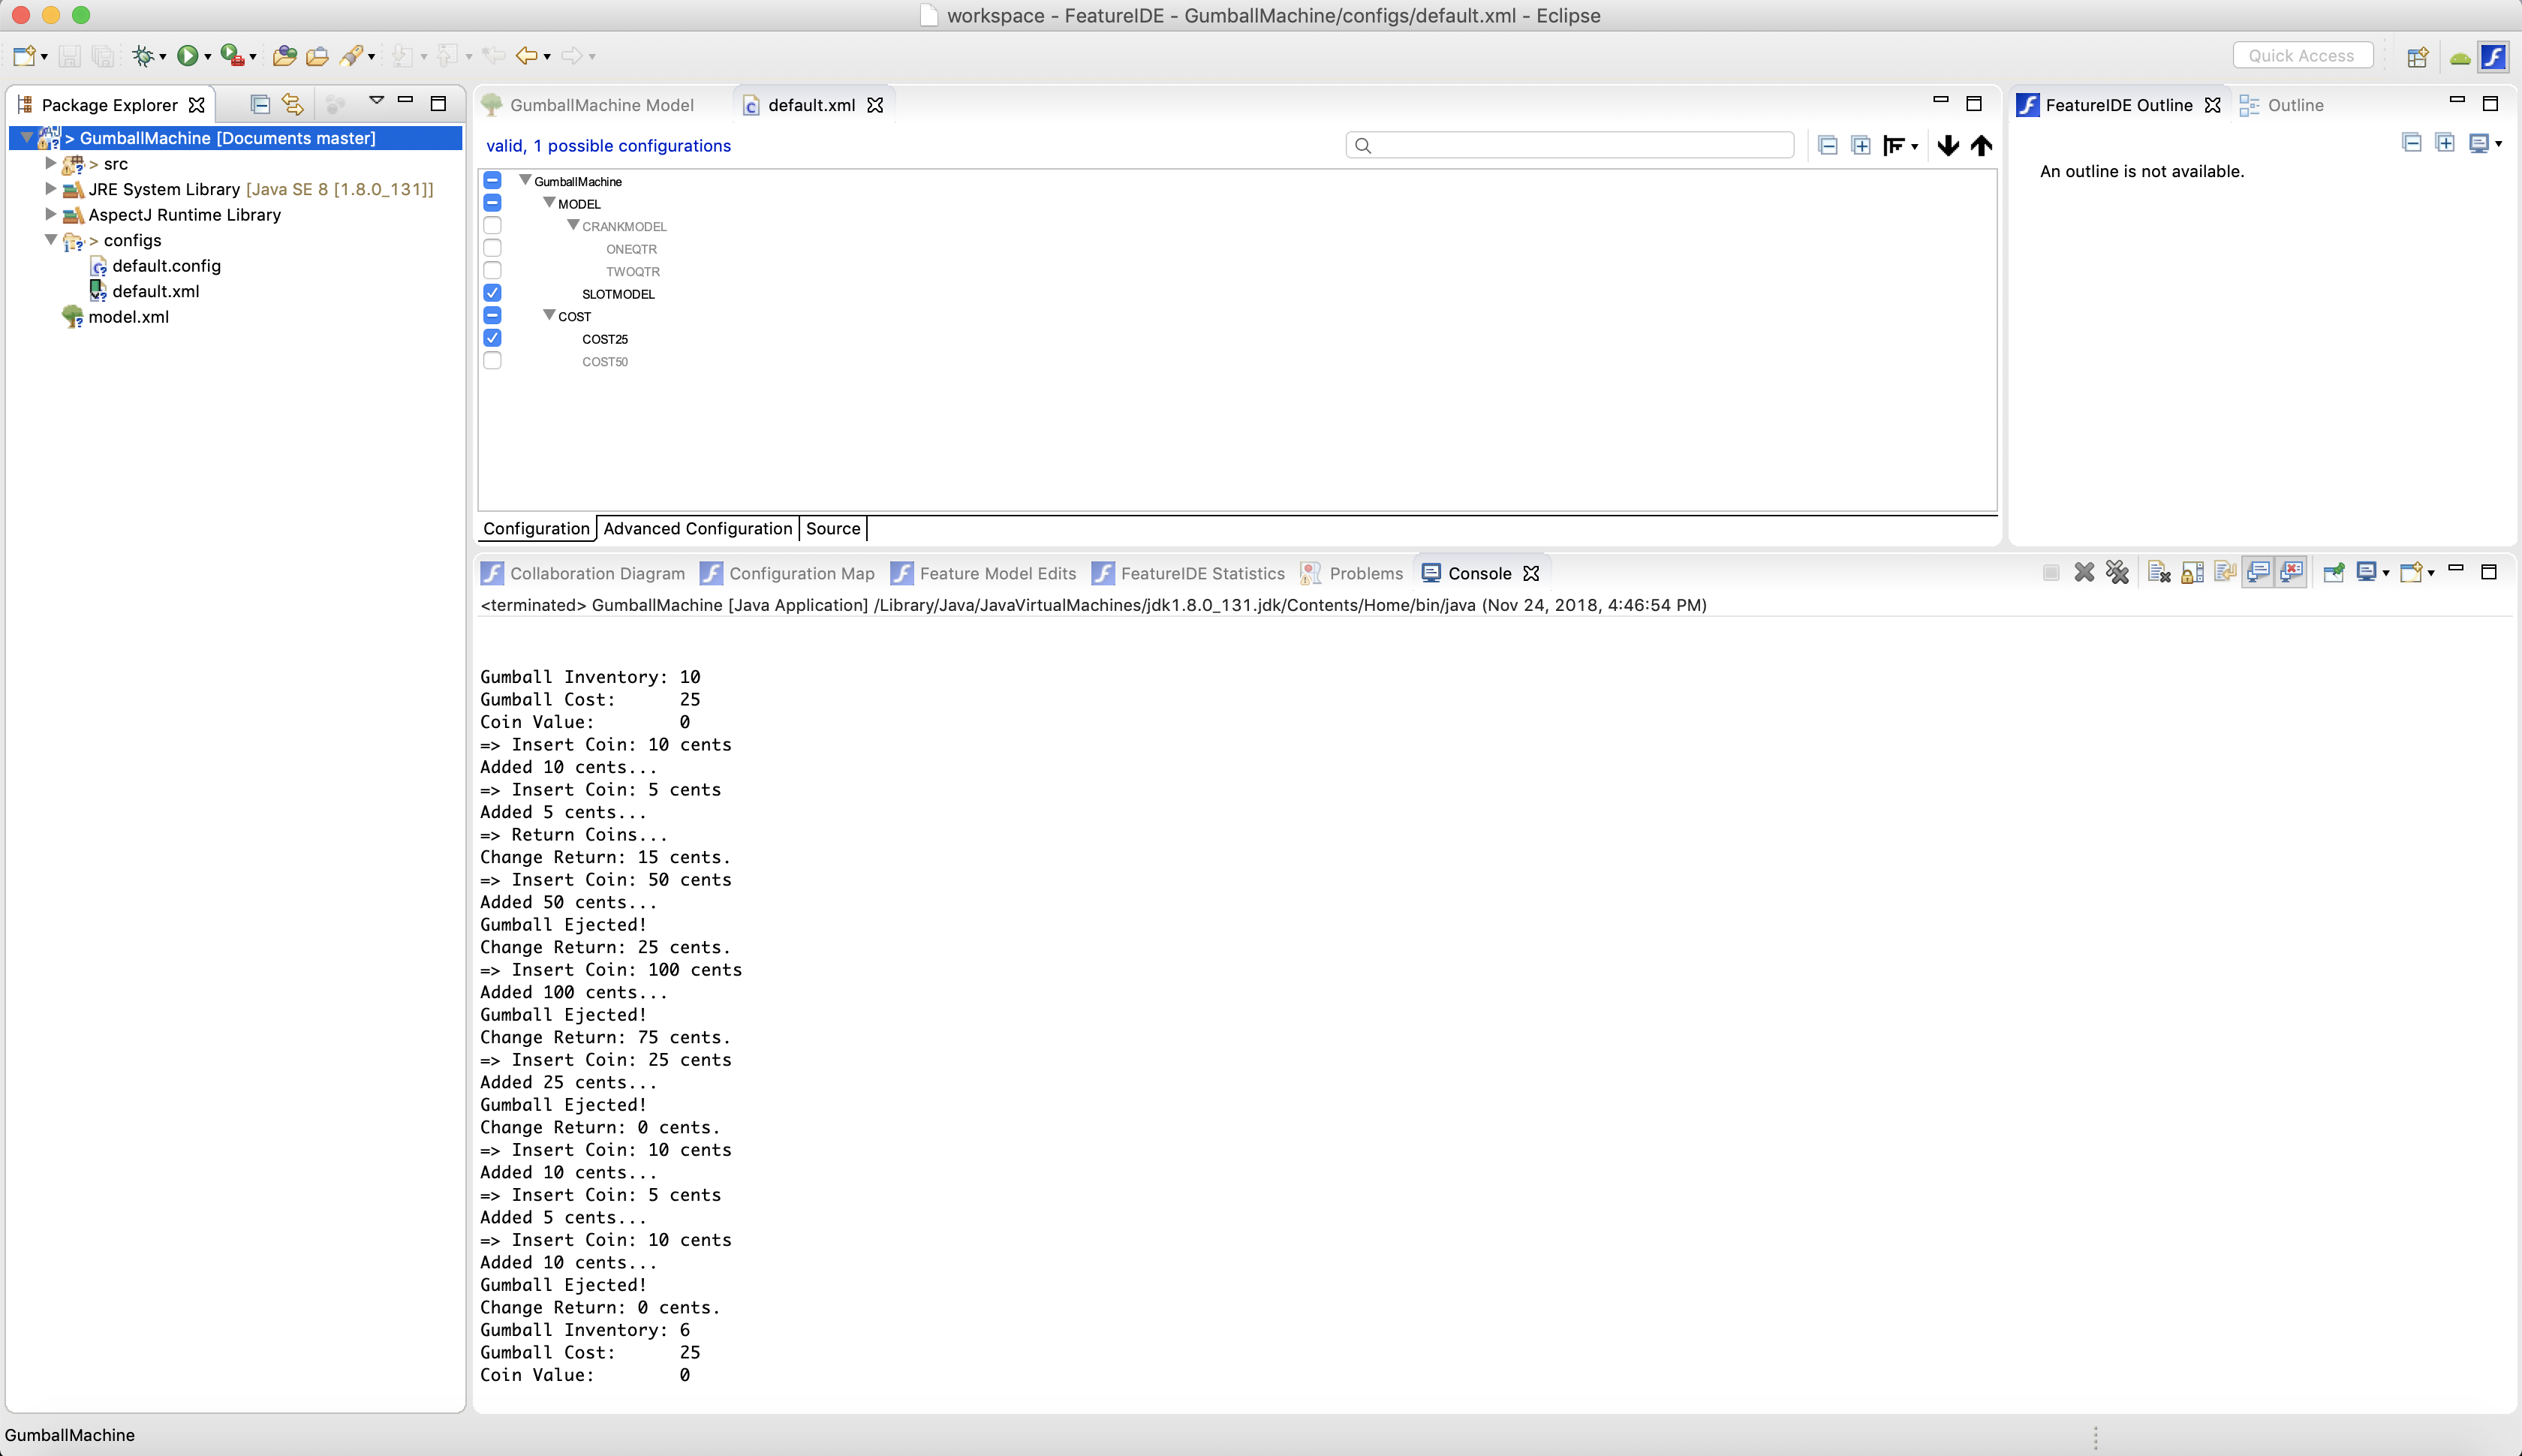 workspace - FeatureIDE - GumballMachine/configs/default.xml - Eclipse
Quick Access
Package Explorer
> GumballMachine [Documents master]
> src
JRE System Library [Java SE 8 [1.8.0_131]]
AspectJ Runtime Library
> configs
default.config
default.xml
model.xml
GumballMachine Model
default.xml
valid, 1 possible configurations
GumballMachine
MODEL
CRANKMODEL
ONEQTR
TWOQTR
SLOTMODEL
COST
COST25
COST50
Configuration Advanced Configuration Source
FeatureIDE Outline
Outline
An outline is not available.
Collaboration Diagram Configuration Map Feature Model Edits FeatureIDE Statistics Problems Console
<terminated> GumballMachine [Java Application] /Library/Java/JavaVirtualMachines/jdk1.8.0_131.jdk/Contents/Home/bin/java (Nov 24, 2018, 4:46:54 PM)
Gumball Inventory: 10
Gumball Cost: 25
Coin Value: 0
=> Insert Coin: 10 cents
Added 10 cents...
=> Insert Coin: 5 cents
Added 5 cents...
=> Return Coins...
Change Return: 15 cents.
=> Insert Coin: 50 cents
Added 50 cents...
Gumball Ejected!
Change Return: 25 cents.
=> Insert Coin: 100 cents
Added 100 cents...
Gumball Ejected!
Change Return: 75 cents.
=> Insert Coin: 25 cents
Added 25 cents...
Gumball Ejected!
Change Return: 0 cents.
=> Insert Coin: 10 cents
Added 10 cents...
=> Insert Coin: 5 cents
Added 5 cents...
=> Insert Coin: 10 cents
Added 10 cents...
Gumball Ejected!
Change Return: 0 cents.
Gumball Inventory: 6
Gumball Cost: 25
Coin Value: 0
GumballMachine